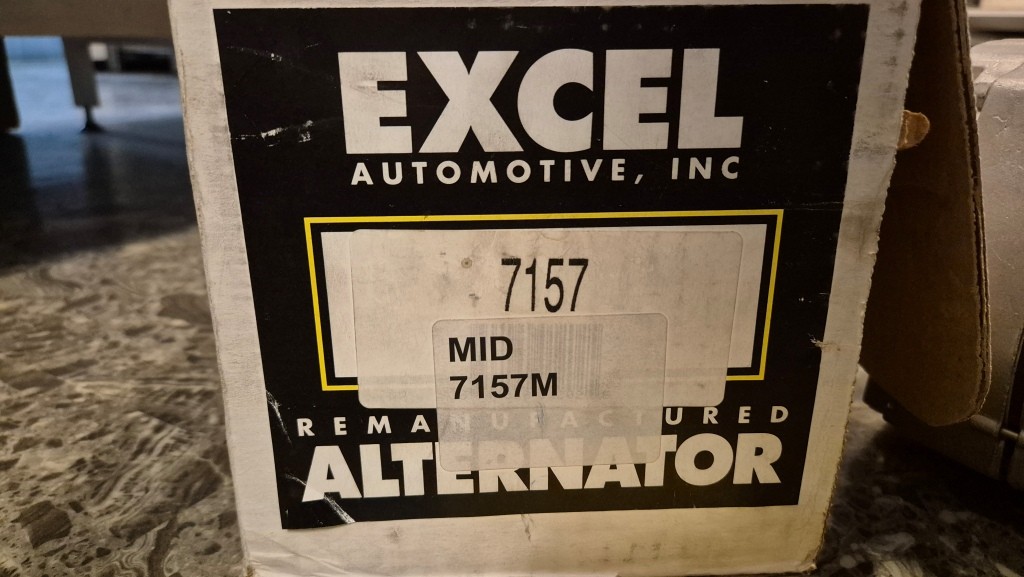 EXCEL
AUTOMOTIVE, INC
7157
MID
7157M
REMANUFACTURED
ALTERNATOR